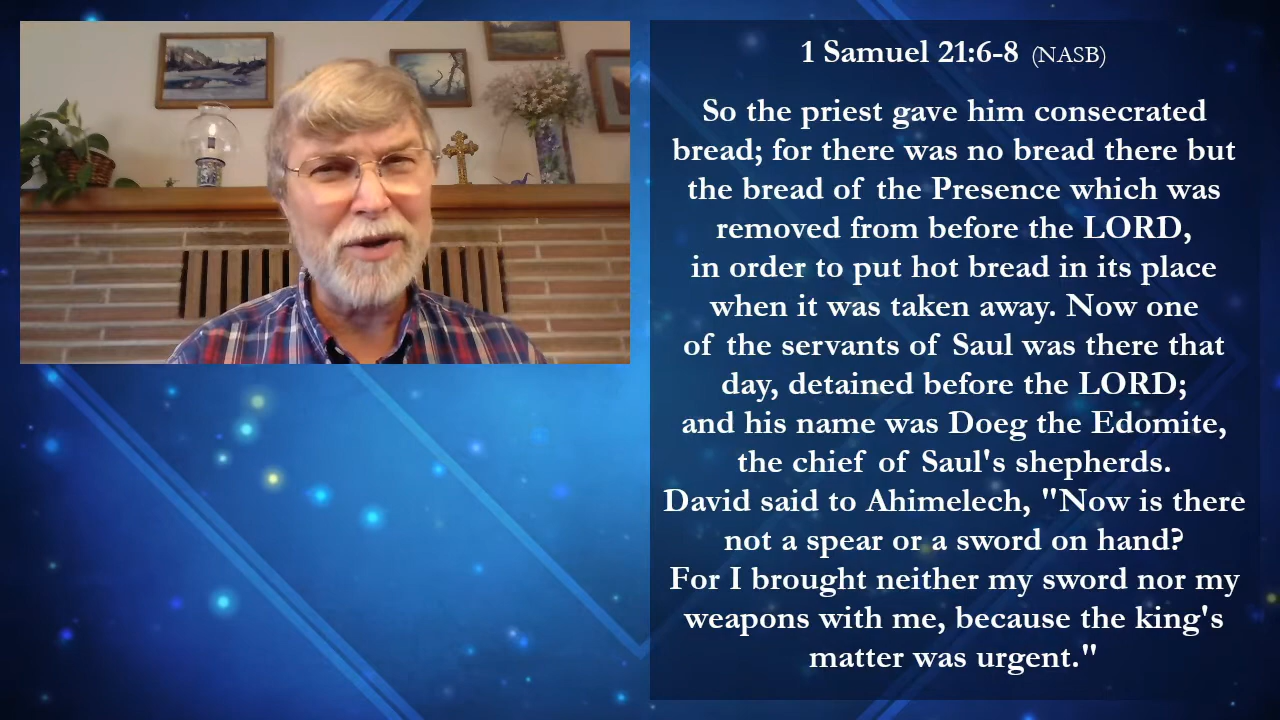 1 Samuel 21:6-8 (NASB)
So the priest gave him consecrated
bread; for there was no bread there but
the bread of the Presence which was
removed from before the LORD,
in order to put hot bread in its place
when it was taken away. Now one
of the servants of Saul was there that
day, detained before the LORD;
and his name was Doeg the Edomite,
the chief of Saul's shepherds.
David said to Ahimelech, "Now is there
not a spear or a sword on hand?
For I brought neither my sword nor my
weapons with me, because the king's
matter was urgent."